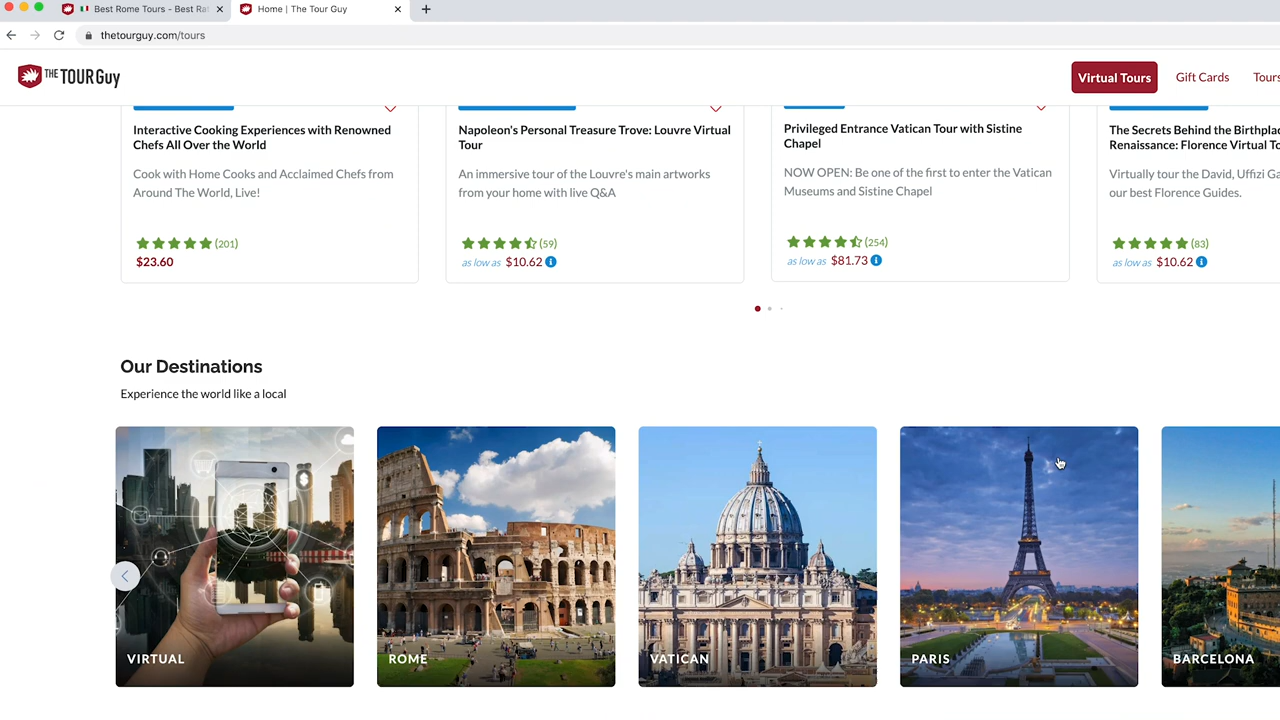 Best Rome Tours - Best Ra
Home | The Tour Guy
thetourguy.com/tours
THE TOUR Guy
Virtual Tours
Gift Cards
Tours
Interactive Cooking Experiences with Renowned
Chefs All Over the World
Cook with Home Cooks and Acclaimed Chefs from
Around The World, Live!
(201)
$23.60
Napoleon's Personal Treasure Trove: Louvre Virtual
Tour
An immersive tour of the Louvre's main artworks
from your home with live Q&A
(59)
as low as $10.62
Privileged Entrance Vatican Tour with Sistine
Chapel
NOW OPEN: Be one of the first to enter the Vatican
Museums and Sistine Chapel
(254)
as low as $81.73
The Secrets Behind the Birthplac
Renaissance: Florence Virtual To
Virtually tour the David, Uffizi Ga
our best Florence Guides.
(83)
as low as $10.62
Our Destinations
Experience the world like a local
VIRTUAL
ROME
VATICAN
PARIS
BARCELONA